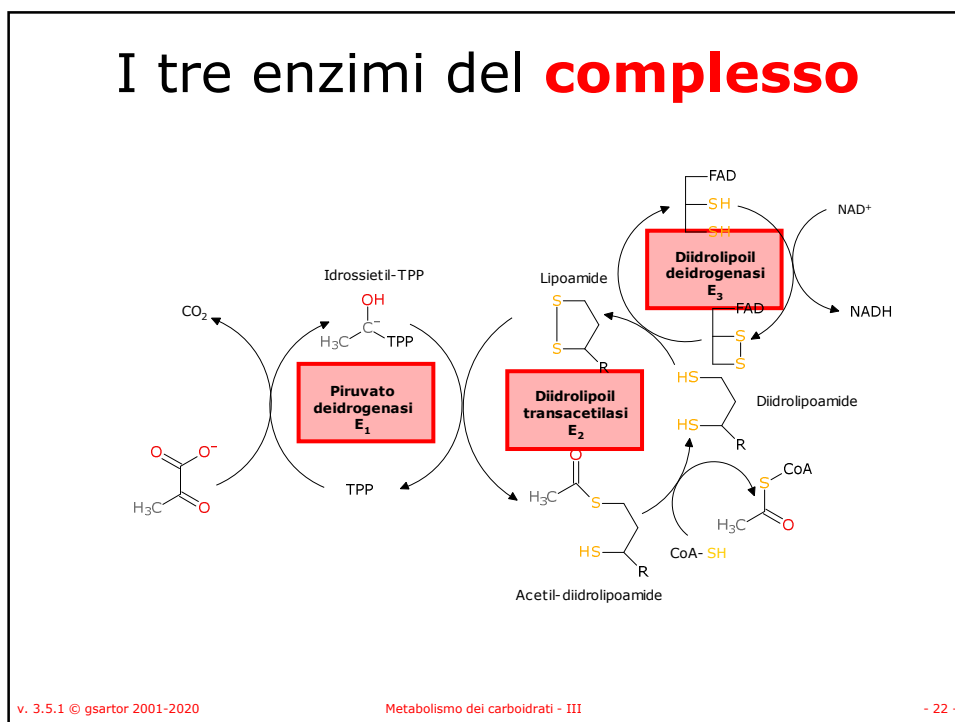 I tre enzimi del complesso
FAD
SH
SH
NAD+
Diidrolipoil
deidrogenasi
E3
FAD
S
S
NADH
Idrossietil-TPP
OH
C-
H3C
TPP
CO2
Lipoamide
S
S
R
Piruvato
deidrogenasi
E1
Diidrolipoil
transacetilasi
E2
HS
HS
R
Diidrolipoamide
O
O-
H3C
O
TPP
O
H3C
S
HS
R
Acetil-diidrolipoamide
CoA-SH
CoA
S
H3C
O
v. 3.5.1 © gsartor 2001-2020
Metabolismo dei carboidrati - III
- 22 -